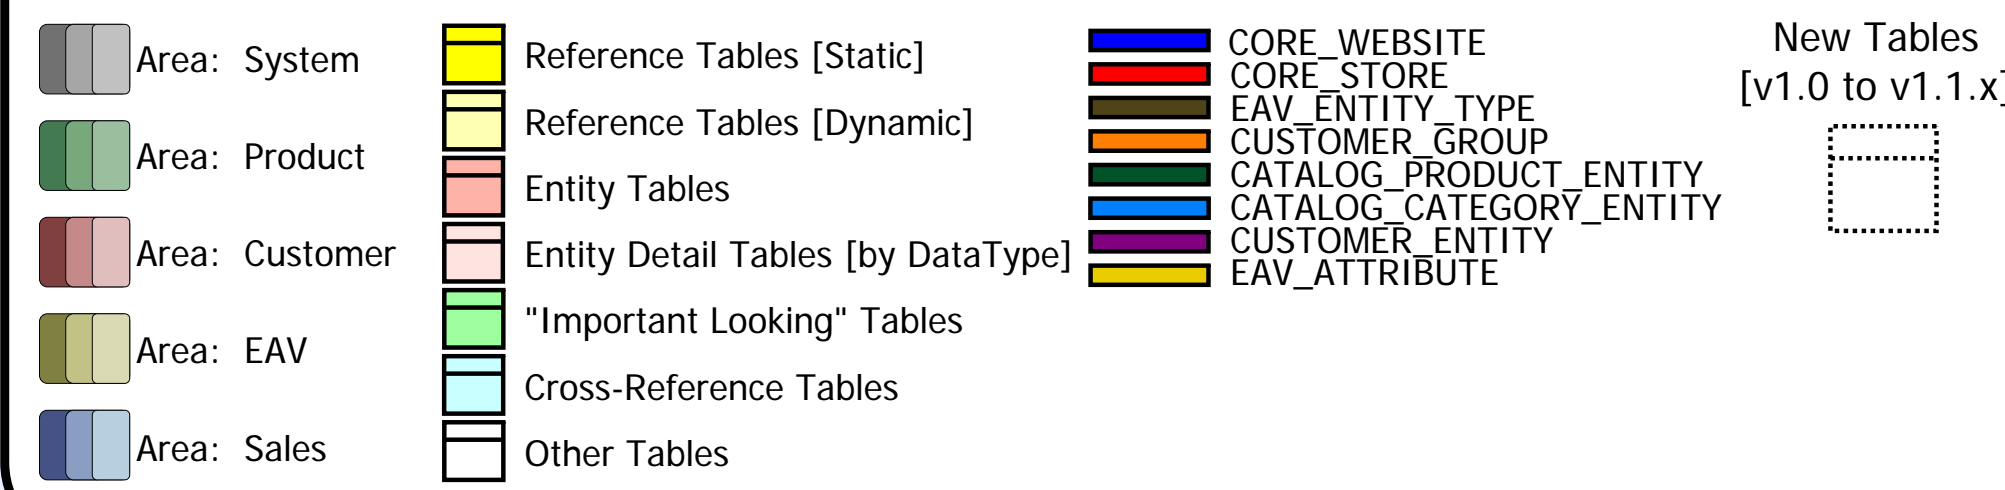 Area: System
Area: Product
Area: Customer
Area: EAV
Area: Sales
Reference Tables [Static]
Reference Tables [Dynamic]
Entity Tables
Entity Detail Tables [by DataType]
"Important Looking" Tables
Cross-Reference Tables
Other Tables
CORE_WEBSITE
CORE_STORE
EAV_ENTITY_TYPE
CUSTOMER_GROUP
CATALOG_PRODUCT_ENTITY
CATALOG_CATEGORY_ENTITY
CUSTOMER_ENTITY
EAV_ATTRIBUTE
New Tables
[v1.0 to v1.1.x]